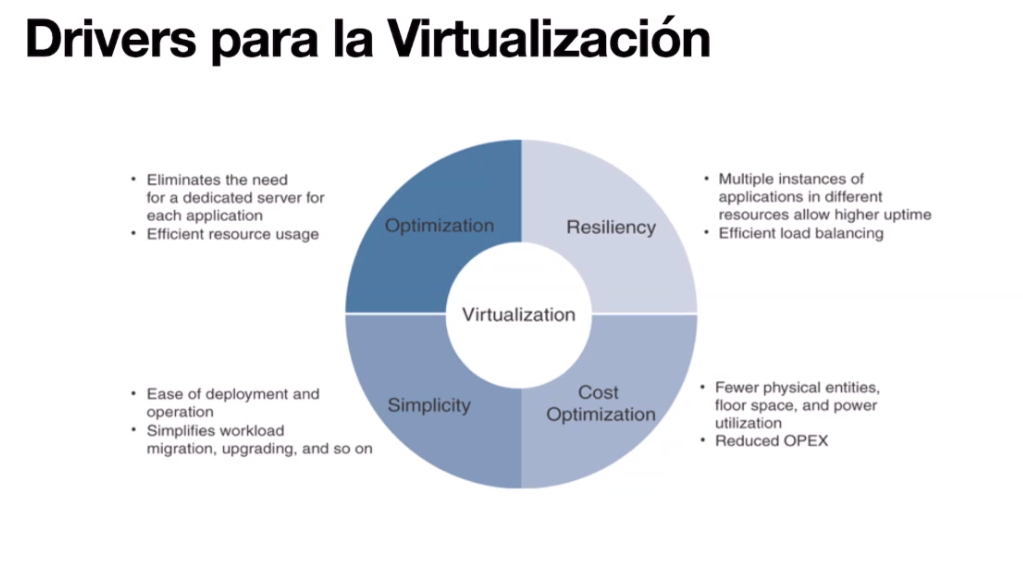 Drivers para la Virtualización
• Eliminates the need
for a dedicated server for
each application
• Efficient resource usage
Optimization
Resiliency
• Multiple instances of
applications in different
resources allow higher uptime
• Efficient load balancing
Virtualization
• Ease of deployment and
operation
• Simplifies workload
migration, upgrading, and so on
Simplicity
Cost
Optimization
• Fewer physical entities,
floor space, and power
utilization
• Reduced OPEX